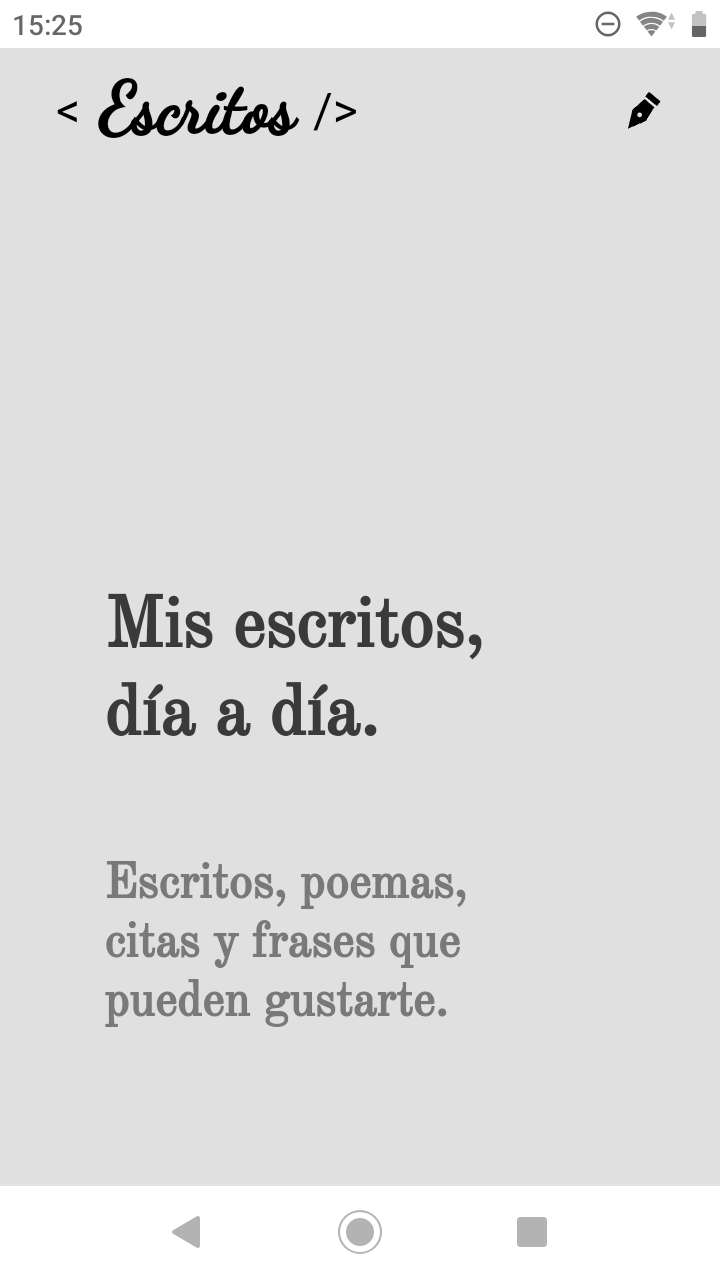 15:25
< Escritos />
Mis escritos,
día a día.
Escritos, poemas,
citas y frases que
pueden gustarte.